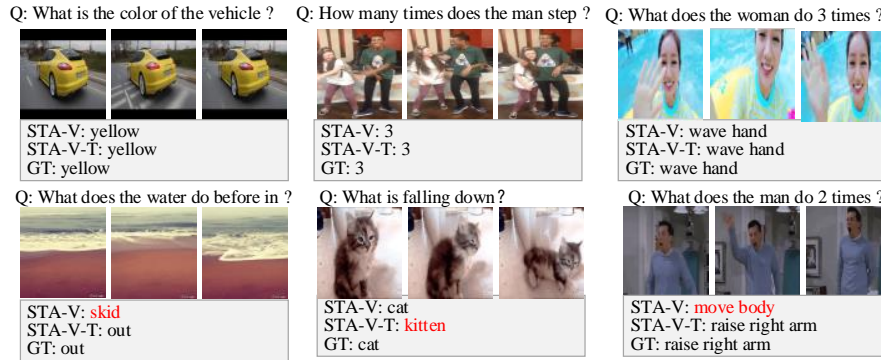 Q: What is the color of the vehicle ?
STA-V: yellow
STA-V-T: yellow
GT: yellow
Q: How many times does the man step ?
STA-V: 3
STA-V-T: 3
GT: 3
Q: What does the woman do 3 times ?
STA-V: wave hand
STA-V-T: wave hand
GT: wave hand
Q: What does the water do before in ?
STA-V: skid
STA-V-T: out
GT: out
Q: What is falling down?
STA-V: cat
STA-V-T: kitten
GT: cat
Q: What does the man do 2 times ?
STA-V: move body
STA-V-T: raise right arm
GT: raise right arm